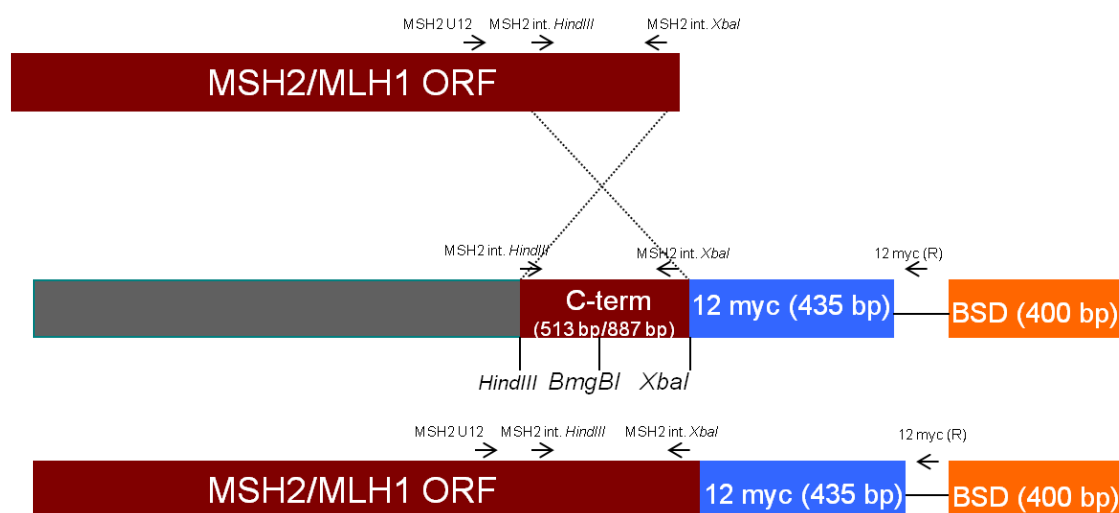 MSH2 U12 MSH2 int. HindIII MSH2 int. XbaI
MSH2/MLH1 ORF
MSH2 int. HindIII MSH2 int. XbaI 12 myc (R)
C-term
(513 bp/887 bp)
12 myc (435 bp)
BSD (400 bp)
HindIII BmgBI XbaI
MSH2 U12 MSH2 int. HindIII MSH2 int. XbaI 12 myc (R)
MSH2/MLH1 ORF 12 myc (435 bp) BSD (400 bp)